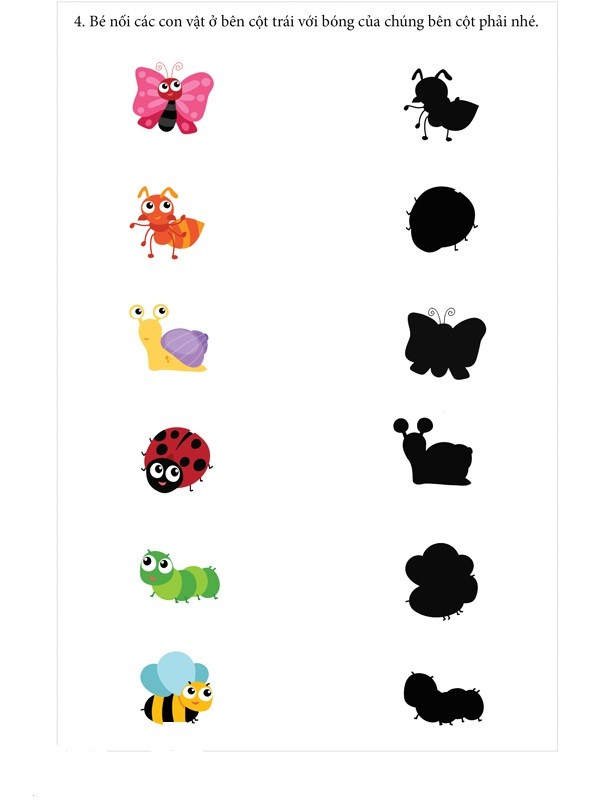 4. Bé nối các con vật ở bên cột trái với bóng của chúng bên cột phải nhé.